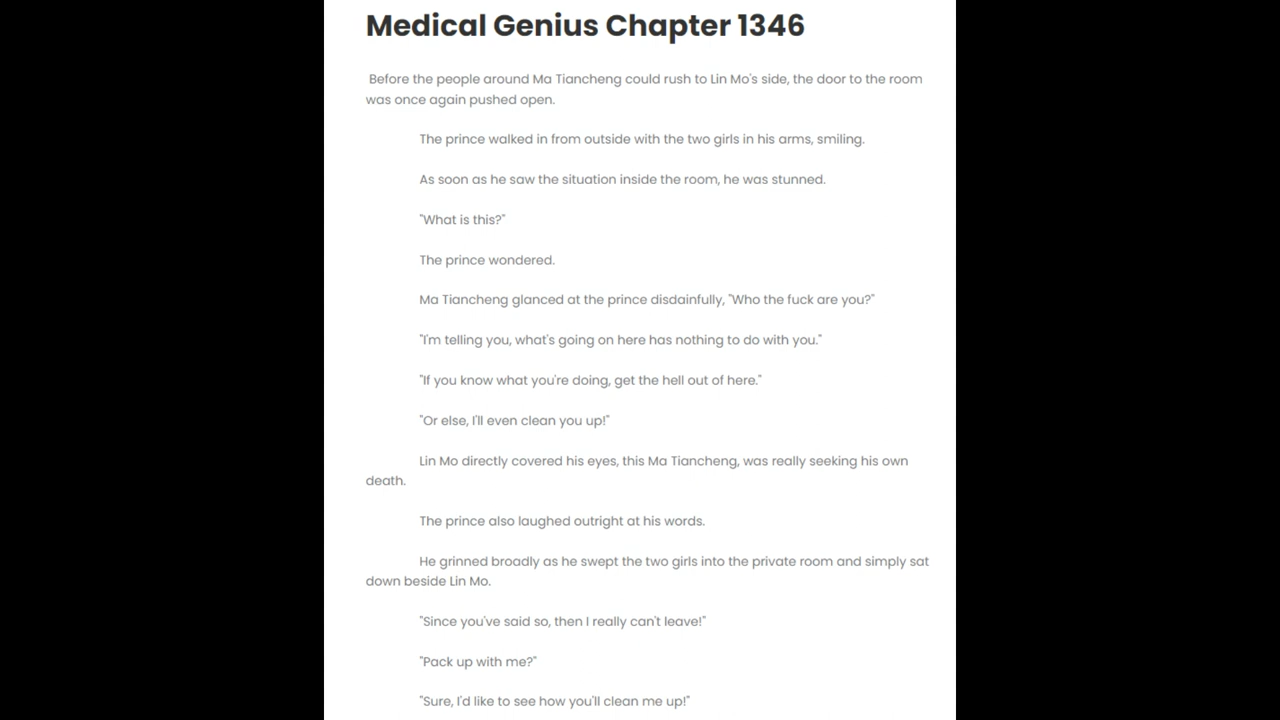 Medical Genius Chapter 1346
Before the people around Ma Tiancheng could rush to Lin Mo's side, the door to the room
was once again pushed open.
The prince walked in from outside with the two girls in his arms, smiling.
As soon as he saw the situation inside the room, he was stunned.
"What is this?"
The prince wondered.
Ma Tiancheng glanced at the prince disdainfully, "Who the fuck are you?"
"I'm telling you, what's going on here has nothing to do with you."
"If you know what you're doing, get the hell out of here."
"Or else, I'll even clean you up!"
Lin Mo directly covered his eyes, this Ma Tiancheng, was really seeking his own
death.
The prince also laughed outright at his words.
He grinned broadly as he swept the two girls into the private room and simply sat
down beside Lin Mo.
"Since you've said so, then I really can't leave!"
"Pack up with me?"
"Sure, I'd like to see how you'll clean me up!"